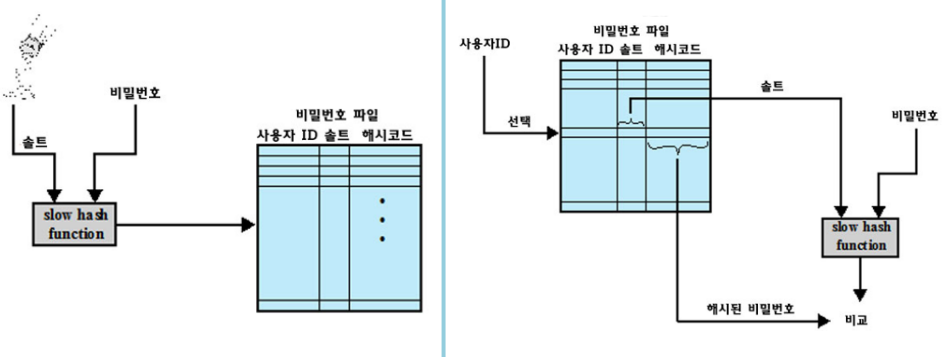 비밀번호
솔트
비밀번호 파일
사용자 ID 솔트 해시코드
slow hash
function
사용자ID
비밀번호 파일
사용자 ID 솔트 해시코드
선택
솔트
비밀번호
slow hash
function
해시된 비밀번호
비교